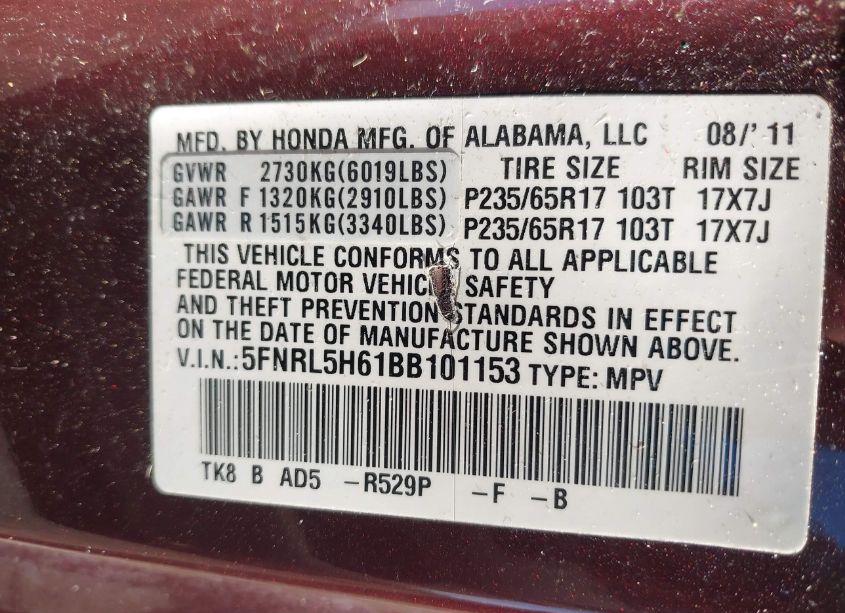 MFD. BY HONDA MFG. OF ALABAMA, LLC 08/'11
GVWR 2730KG(6019LBS) TIRE SIZE RIM SIZE
GAWR F 1320KG(2910LBS) P235/65R17 103T 17X7J
GAWR R 1515KG(3340LBS) P235/65R17 103T 17X7J
THIS VEHICLE CONFORMS TO ALL APPLICABLE
FEDERAL MOTOR VEHICLE SAFETY
AND THEFT PREVENTION STANDARDS IN EFFECT
ON THE DATE OF MANUFACTURE SHOWN ABOVE.
V.I.N.:5FNRL5H61BB101153 TYPE: MPV
TK8 B AD5 -R529P -F -B